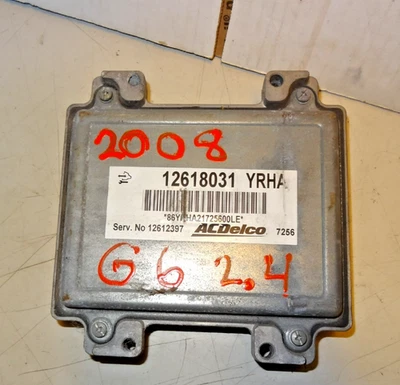 2008
12618031 YRHA
*86YRHA21725600LE*
Serv. No 12612397 ACDelco 7256
G6 2.4